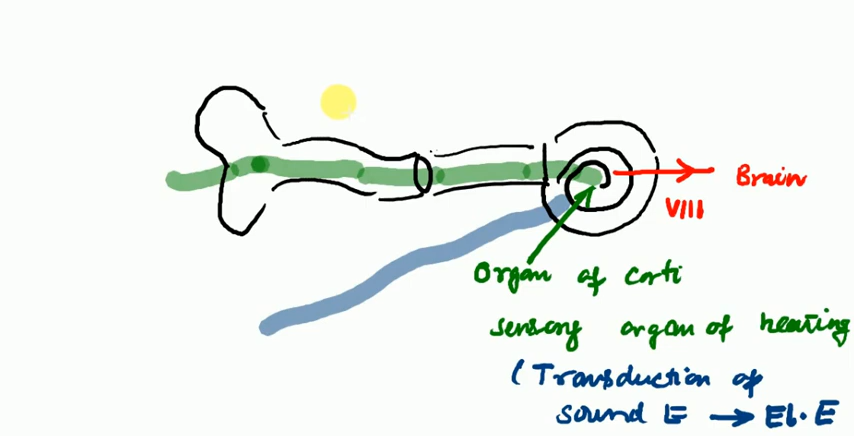 Brain
VIII
Organ of Corti
sensory organ of hearing
(Transduction of
sound E → El. E